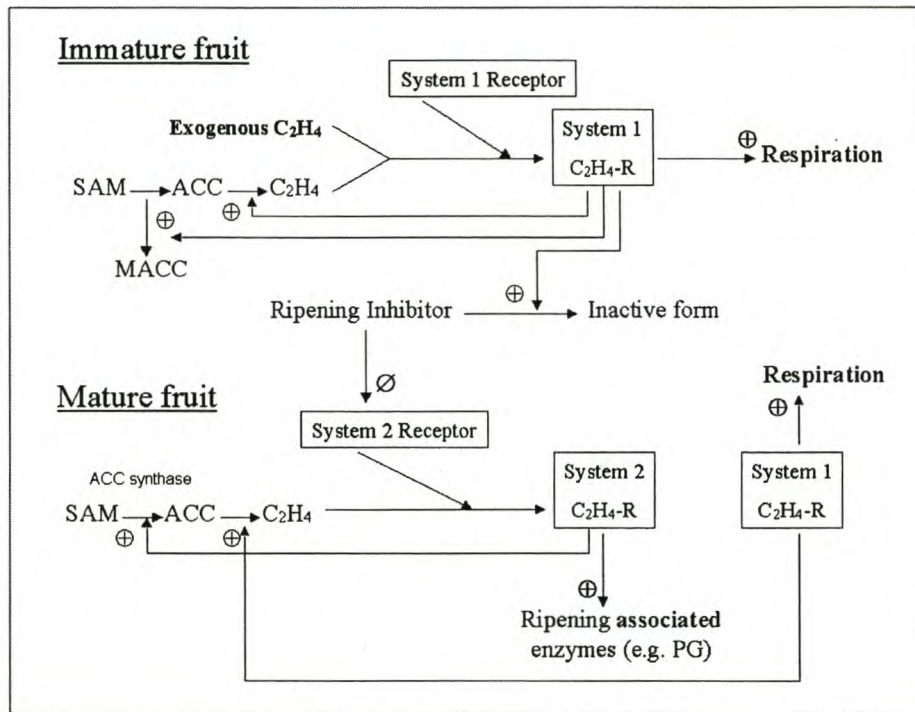 Immature fruit
System 1 Receptor
Exogenous C₂H₄
System 1
C₂H₄-R
⊕
Respiration
SAM ACC C₂H₄
⊕ ⊕
MACC
⊕
Ripening Inhibitor Inactive form
Ø
Mature fruit
Respiration
⊕
System 2 Receptor
ACC synthase
SAM ACC C₂H₄
⊕ ⊕
System 2
C₂H₄-R
System 1
C₂H₄-R
⊕
Ripening associated
enzymes (e.g. PG)